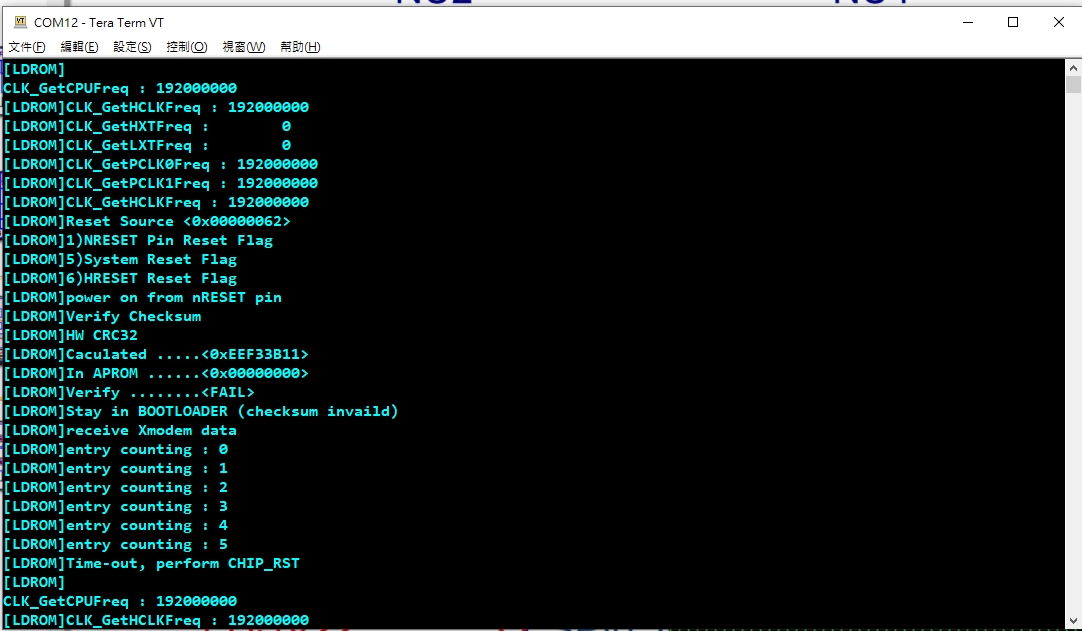 COM12 - Tera Term VT
文件(F) 編輯(E) 設定(S) 控制(O) 視窗(W) 幫助(H)
[LDROM]
CLK_GetCPUFreq : 192000000
[LDROM]CLK_GetHCLKFreq : 192000000
[LDROM]CLK_GetHXTFreq :         0
[LDROM]CLK_GetLXTFreq :         0
[LDROM]CLK_GetPCLK0Freq : 192000000
[LDROM]CLK_GetPCLK1Freq : 192000000
[LDROM]CLK_GetHCLKFreq : 192000000
[LDROM]Reset Source <0x00000062>
[LDROM]1)NRESET Pin Reset Flag
[LDROM]5)System Reset Flag
[LDROM]6)HRESET Reset Flag
[LDROM]power on from nRESET pin
[LDROM]Verify Checksum
[LDROM]HW CRC32
[LDROM]Caculated .....<0xEEF33B11>
[LDROM]In APROM ......<0x00000000>
[LDROM]Verify ........<FAIL>
[LDROM]Stay in BOOTLOADER (checksum invaild)
[LDROM]receive Xmodem data
[LDROM]entry counting : 0
[LDROM]entry counting : 1
[LDROM]entry counting : 2
[LDROM]entry counting : 3
[LDROM]entry counting : 4
[LDROM]entry counting : 5
[LDROM]Time-out, perform CHIP_RST
[LDROM]
CLK_GetCPUFreq : 192000000
[LDROM]CLK_GetHCLKFreq : 192000000